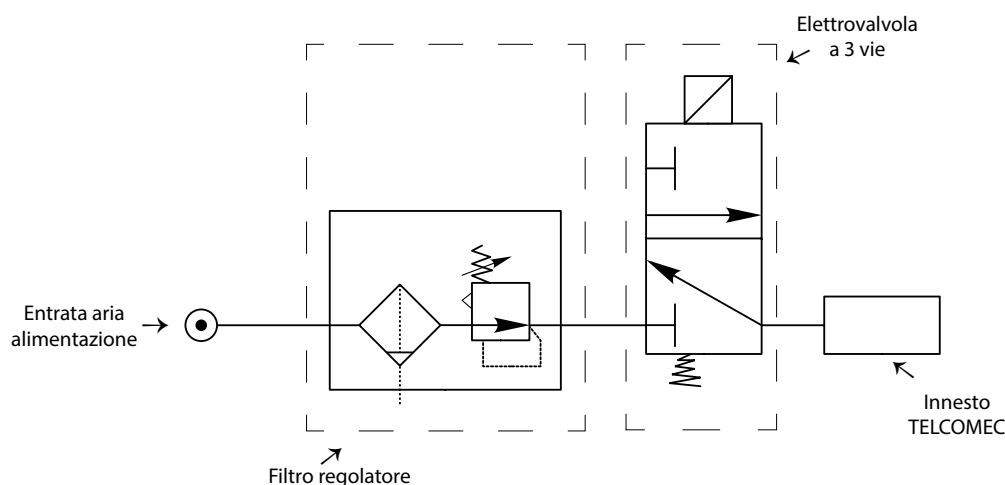 Elettrovalvola
a 3 vie
Entrata aria
alimentazione
Innesto
TELCOMEC
Filtro regolatore